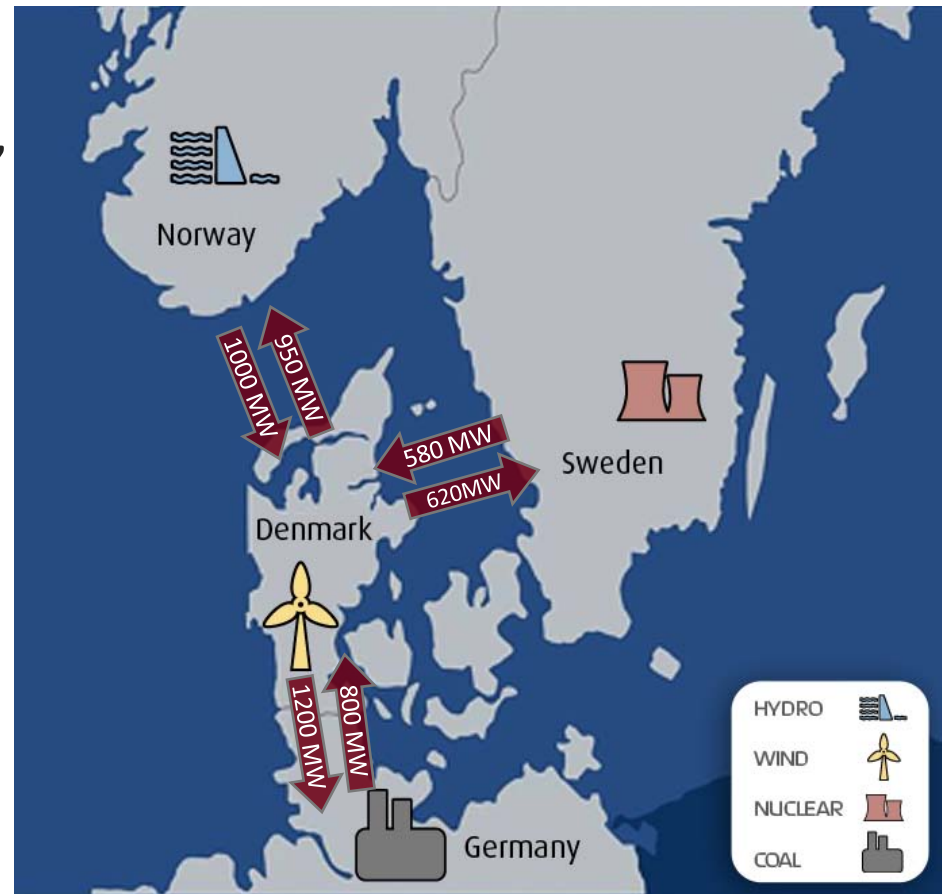 ,
Norway
1000 MW
950 MW
580 MW
620MW
Sweden
Denmark
1200 MW
800 MW
Germany
HYDRO
WIND
NUCLEAR
COAL